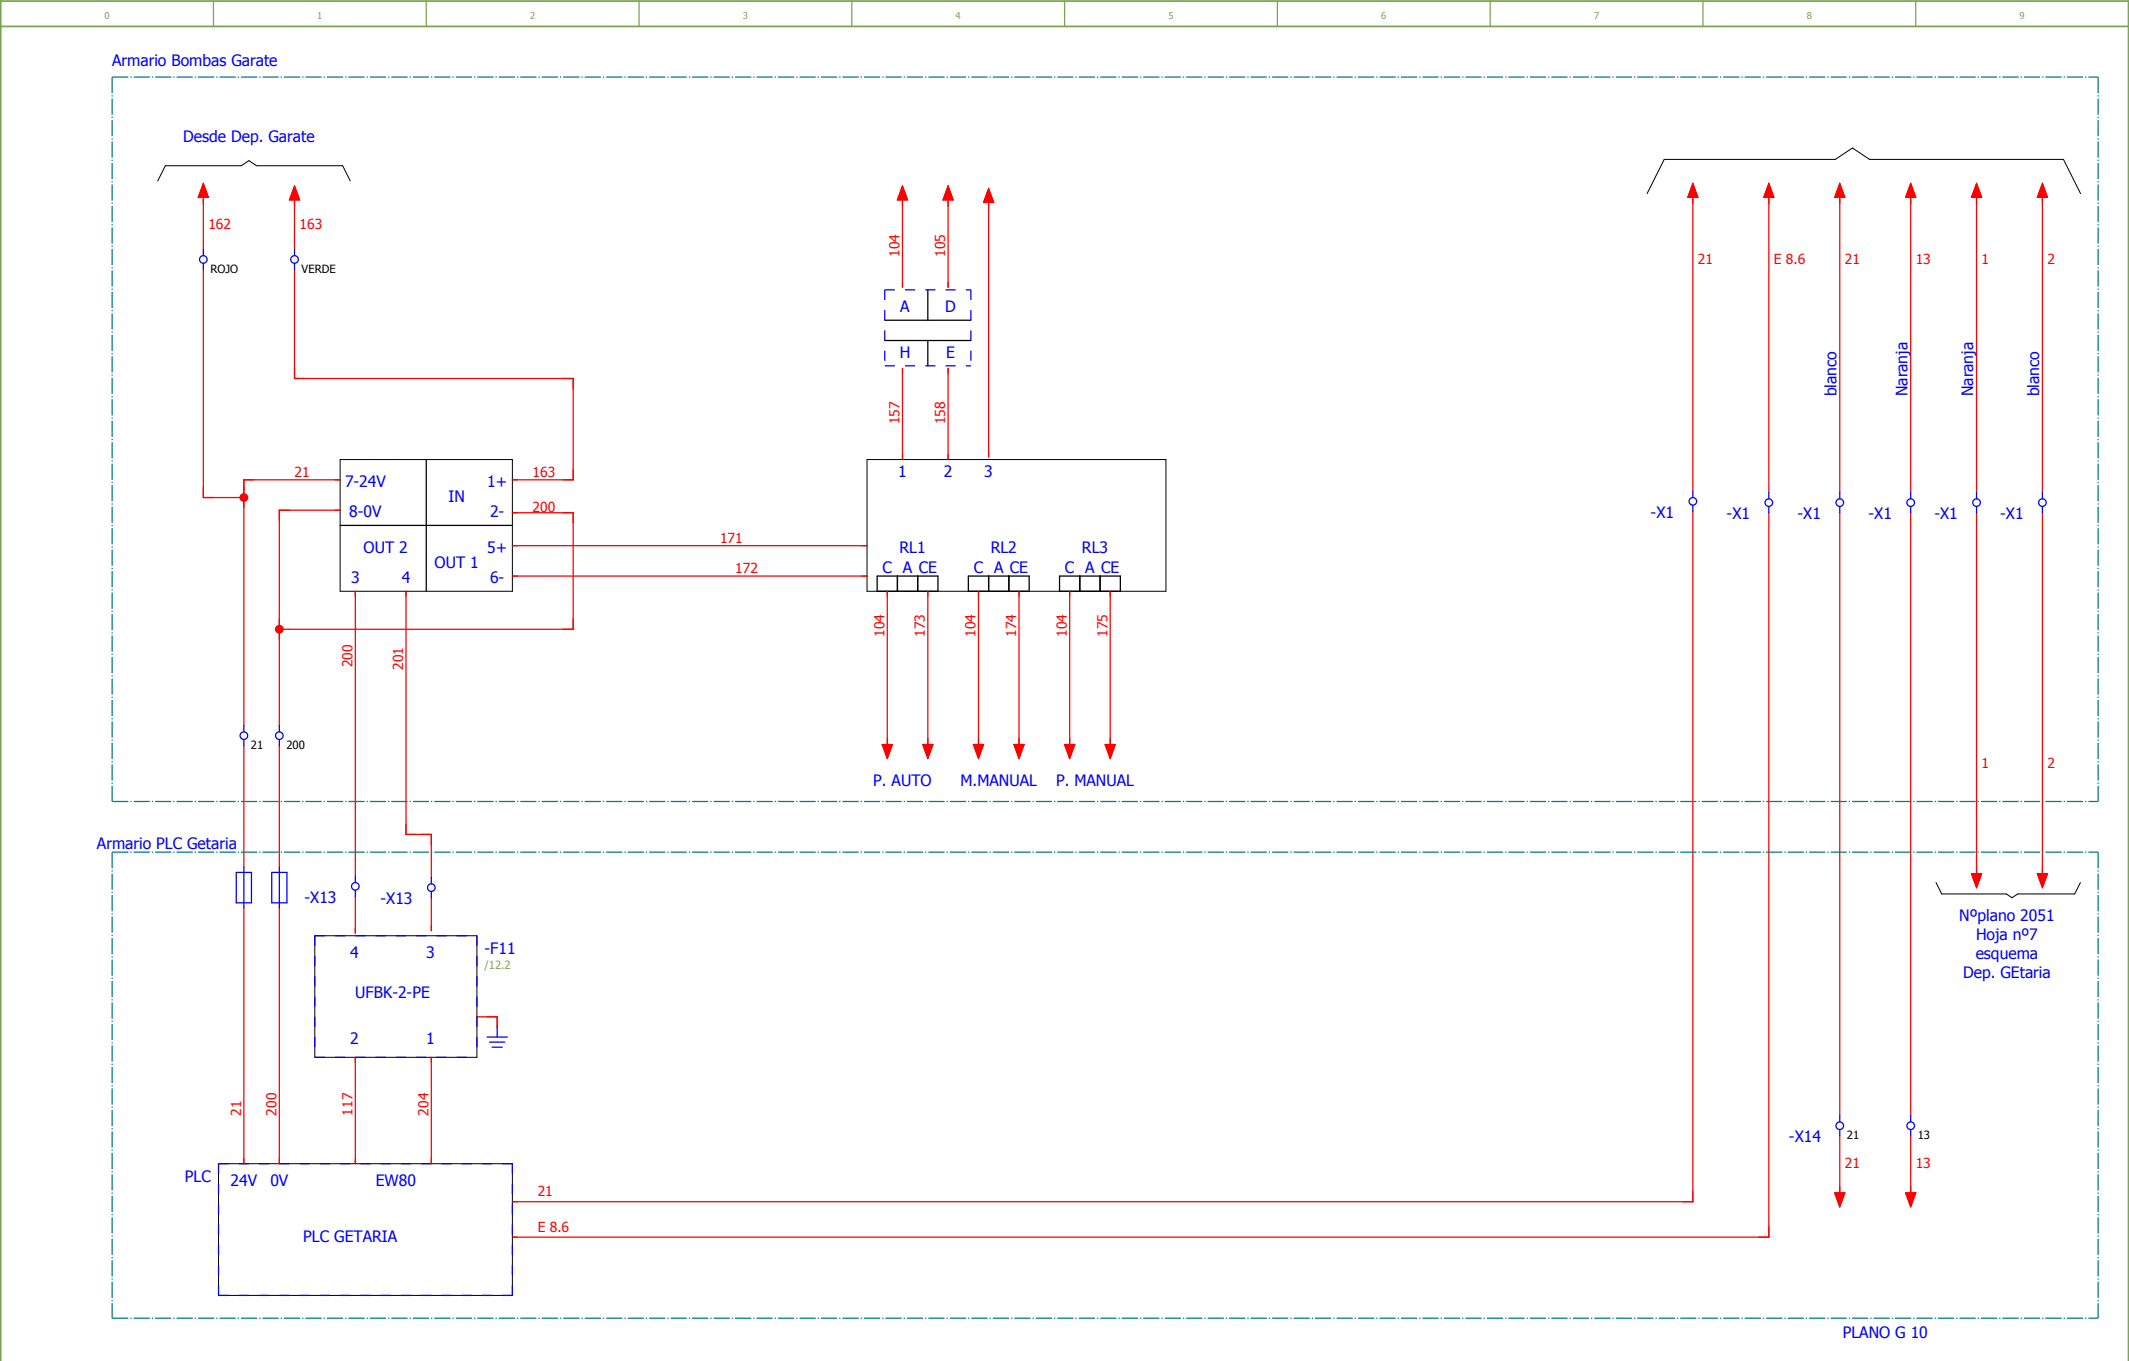 0 1 2 3 4 5 6 7 8 9
Armario Bombas Garate
Desde Dep. Garate
162 163
ROJO VERDE
104 105
A D
H E
157 158
21 E 8.6 21 13 1 2
blanco Naranja Naranja blanco
21 7-24V IN 1+ 163
8-0V 2- 200
OUT 2 OUT 1 5+ 171
3 4 6- 172
1 2 3
RL1 RL2 RL3
C A CE C A CE C A CE
-X1 -X1 -X1 -X1 -X1 -X1
104 173 104 174 104 175
200 201
21 200
P. AUTO M.MANUAL P. MANUAL
1 2
Armario PLC Getaria
-X13 -X13
4 3 -F11
/12.2
UFBK-2-PE
2 1
Nºplano 2051
Hoja nº7
esquema
Dep. GEtaria
21 200 117 204
-X14 21 13
21 13
PLC 24V 0V EW80
PLC GETARIA
21
E 8.6
PLANO G 10